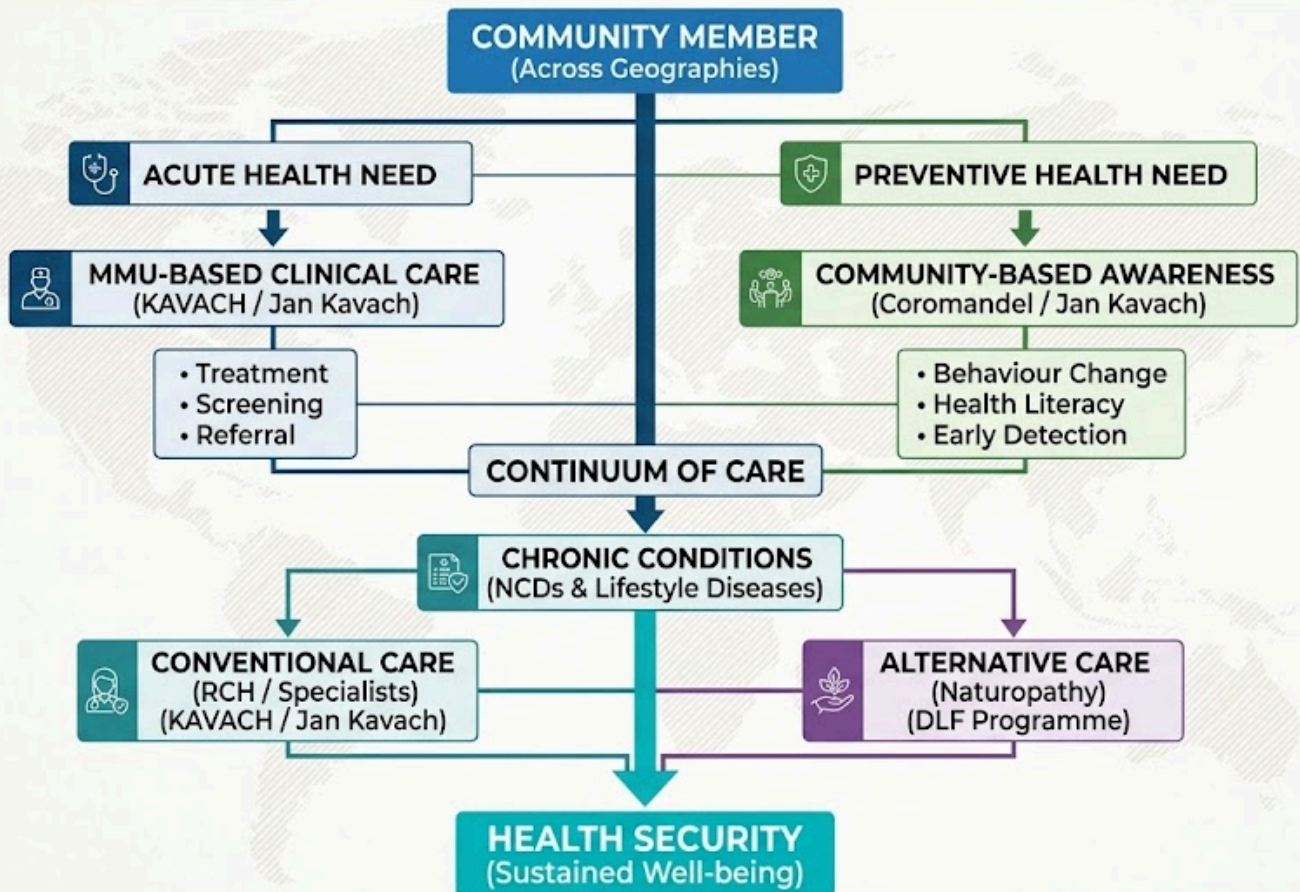 COMMUNITY MEMBER
(Across Geographies)
ACUTE HEALTH NEED
PREVENTIVE HEALTH NEED
MMU-BASED CLINICAL CARE
(KAVACH / Jan Kavach)
COMMUNITY-BASED AWARENESS
(Coromandel / Jan Kavach)
• Treatment
• Screening
• Referral
• Behaviour Change
• Health Literacy
• Early Detection
CONTINUUM OF CARE
CHRONIC CONDITIONS
(NCDs & Lifestyle Diseases)
CONVENTIONAL CARE
(RCH / Specialists)
(KAVACH / Jan Kavach)
ALTERNATIVE CARE
(Naturopathy)
(DLF Programme)
HEALTH SECURITY
(Sustained Well-being)